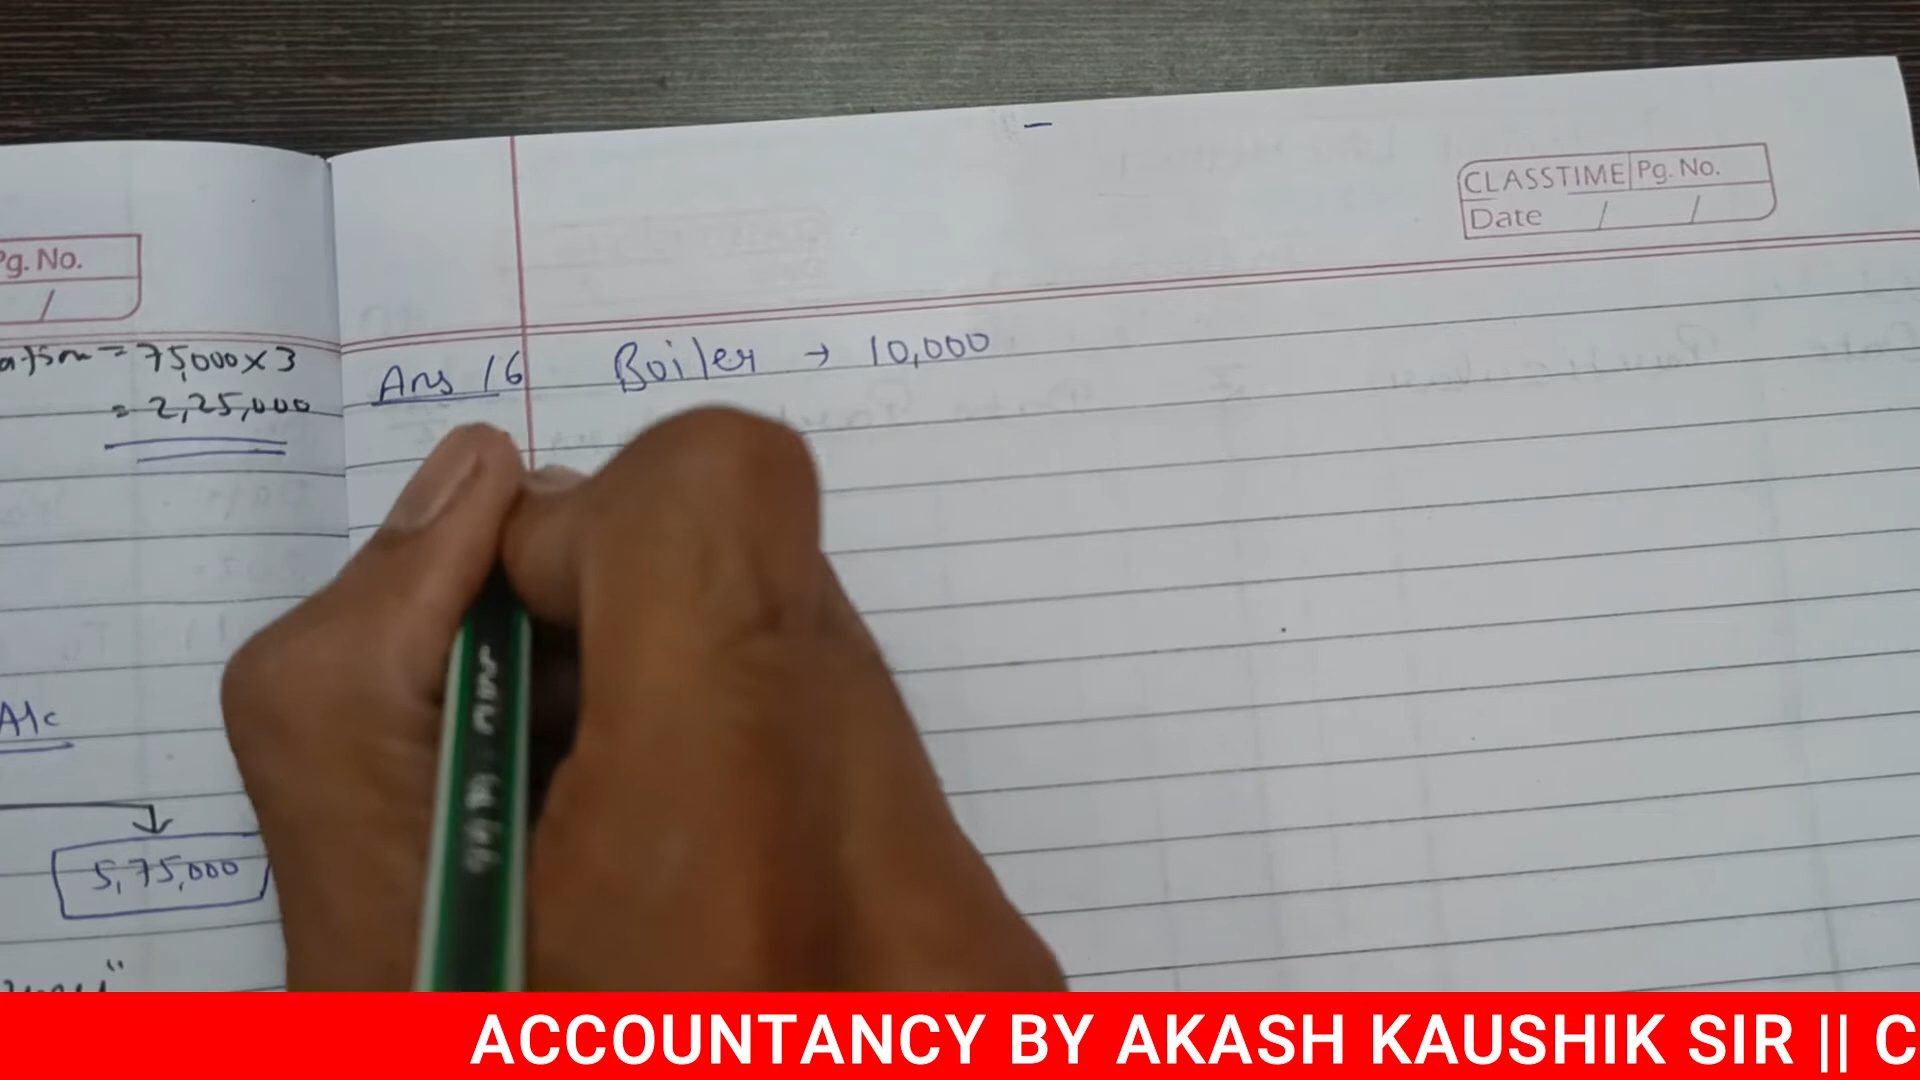 Pg. No.
/
= 75,000 x 3
= 2,25,000
A/c
5,75,000
CLASSTIME Pg. No.
Date / /
Ans 16 Boiler → 10,000
ACCOUNTANCY BY AKASH KAUSHIK SIR || C